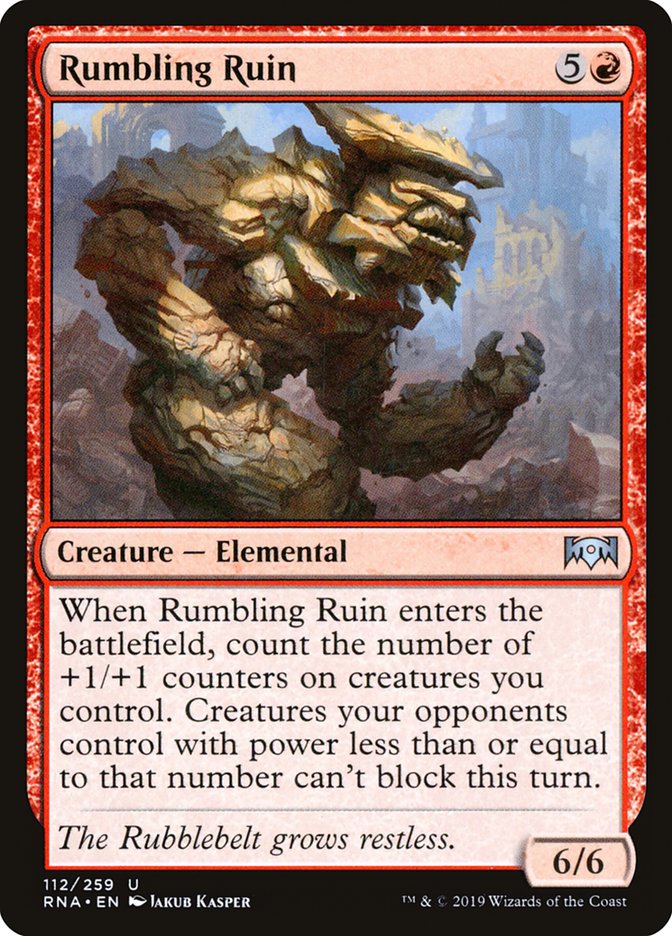 Rumbling Ruin 5
Creature — Elemental
When Rumbling Ruin enters the
battlefield, count the number of
+1/+1 counters on creatures you
control. Creatures your opponents
control with power less than or equal
to that number can't block this turn.
The Rubblebelt grows restless.
6/6
112/259 U
RNA • EN Jakub Kasper
™ & © 2019 Wizards of the Coast